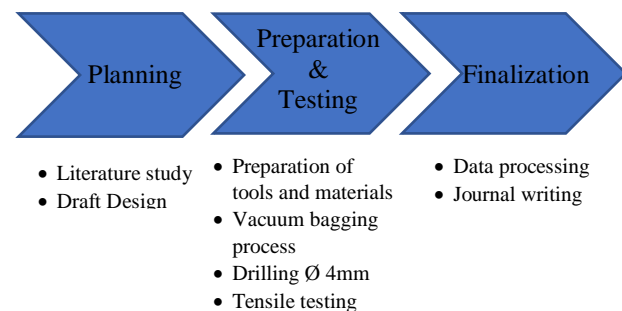 Planning
Preparation
&
Testing
Finalization
• Literature study
• Draft Design
• Preparation of
tools and materials
• Vacuum bagging
process
• Drilling Ø 4mm
• Tensile testing
• Data processing
• Journal writing